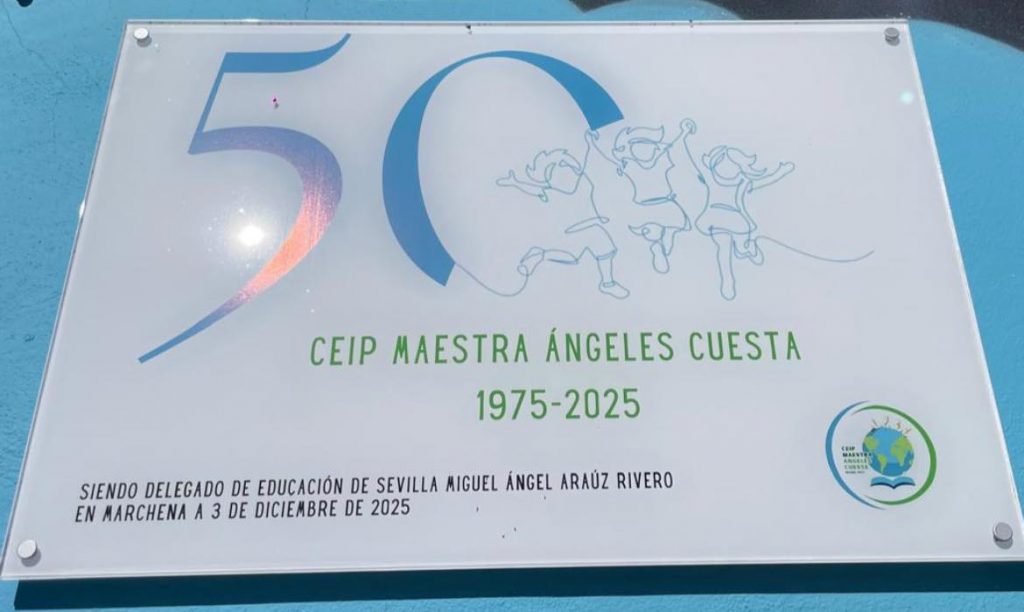 50
CEIP MAESTRA ÁNGELES CUESTA
1975-2025
CEIP
MAESTRA
ÁNGELES
CUESTA
SIENDO DELEGADO DE EDUCACIÓN DE SEVILLA MIGUEL ÁNGEL ARAÚZ RIVERO
EN MARCHENA A 3 DE DICIEMBRE DE 2025